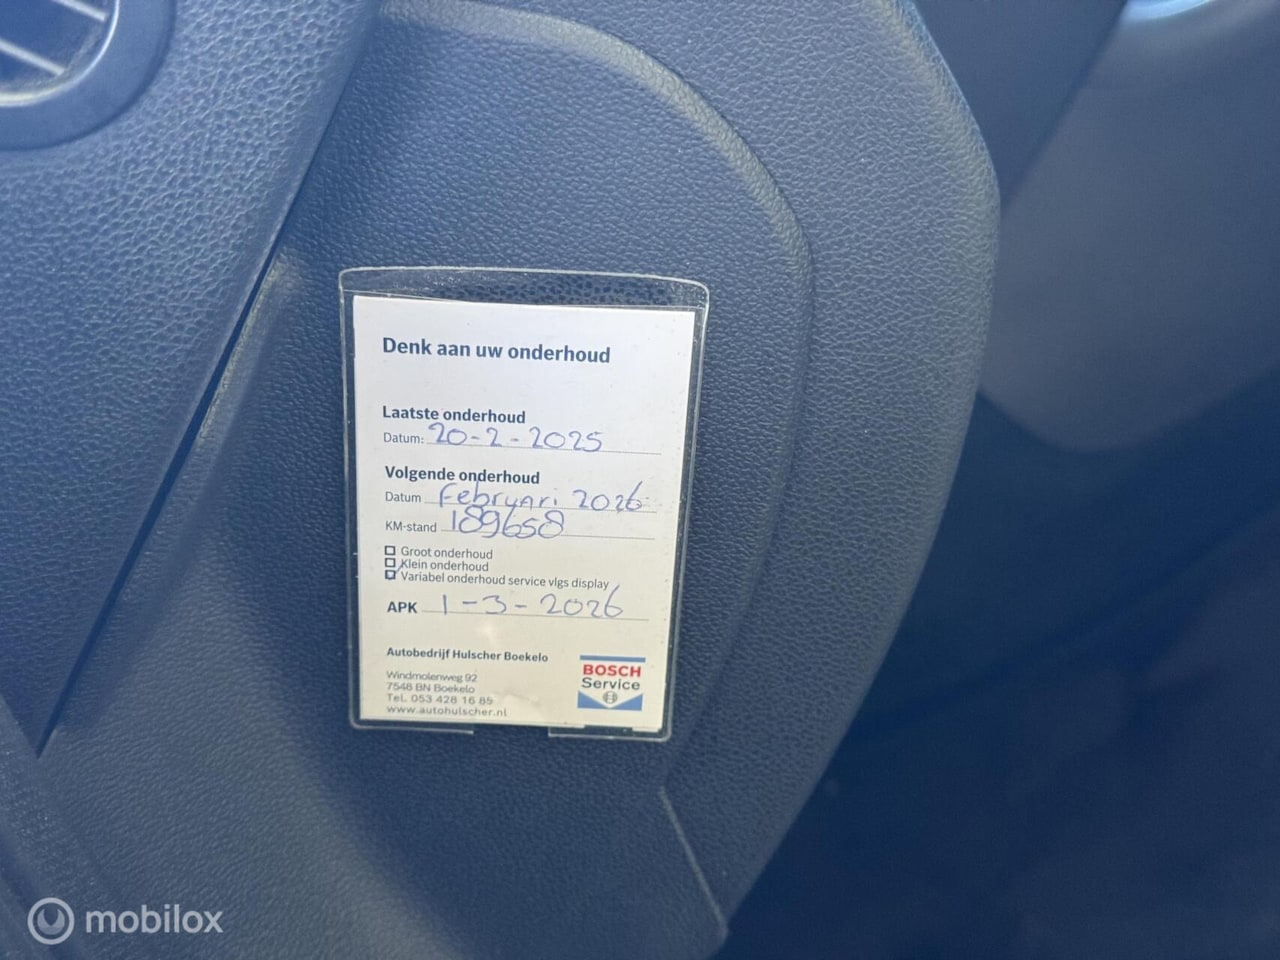 Denk aan uw onderhoud
Laatste onderhoud
Datum: 20-2-2025
Volgende onderhoud
Datum februari 2026
KM-stand 189658
Groot onderhoud
Klein onderhoud
Variabel onderhoud service vlgs display
APK 1-3-2026
Autobedrijf Hulscher Boekelo
Windmolenweg 92
7548 BN Boekelo
Tel. 053 428 16 85
www.autohulscher.nl
BOSCH
Service
mobilox